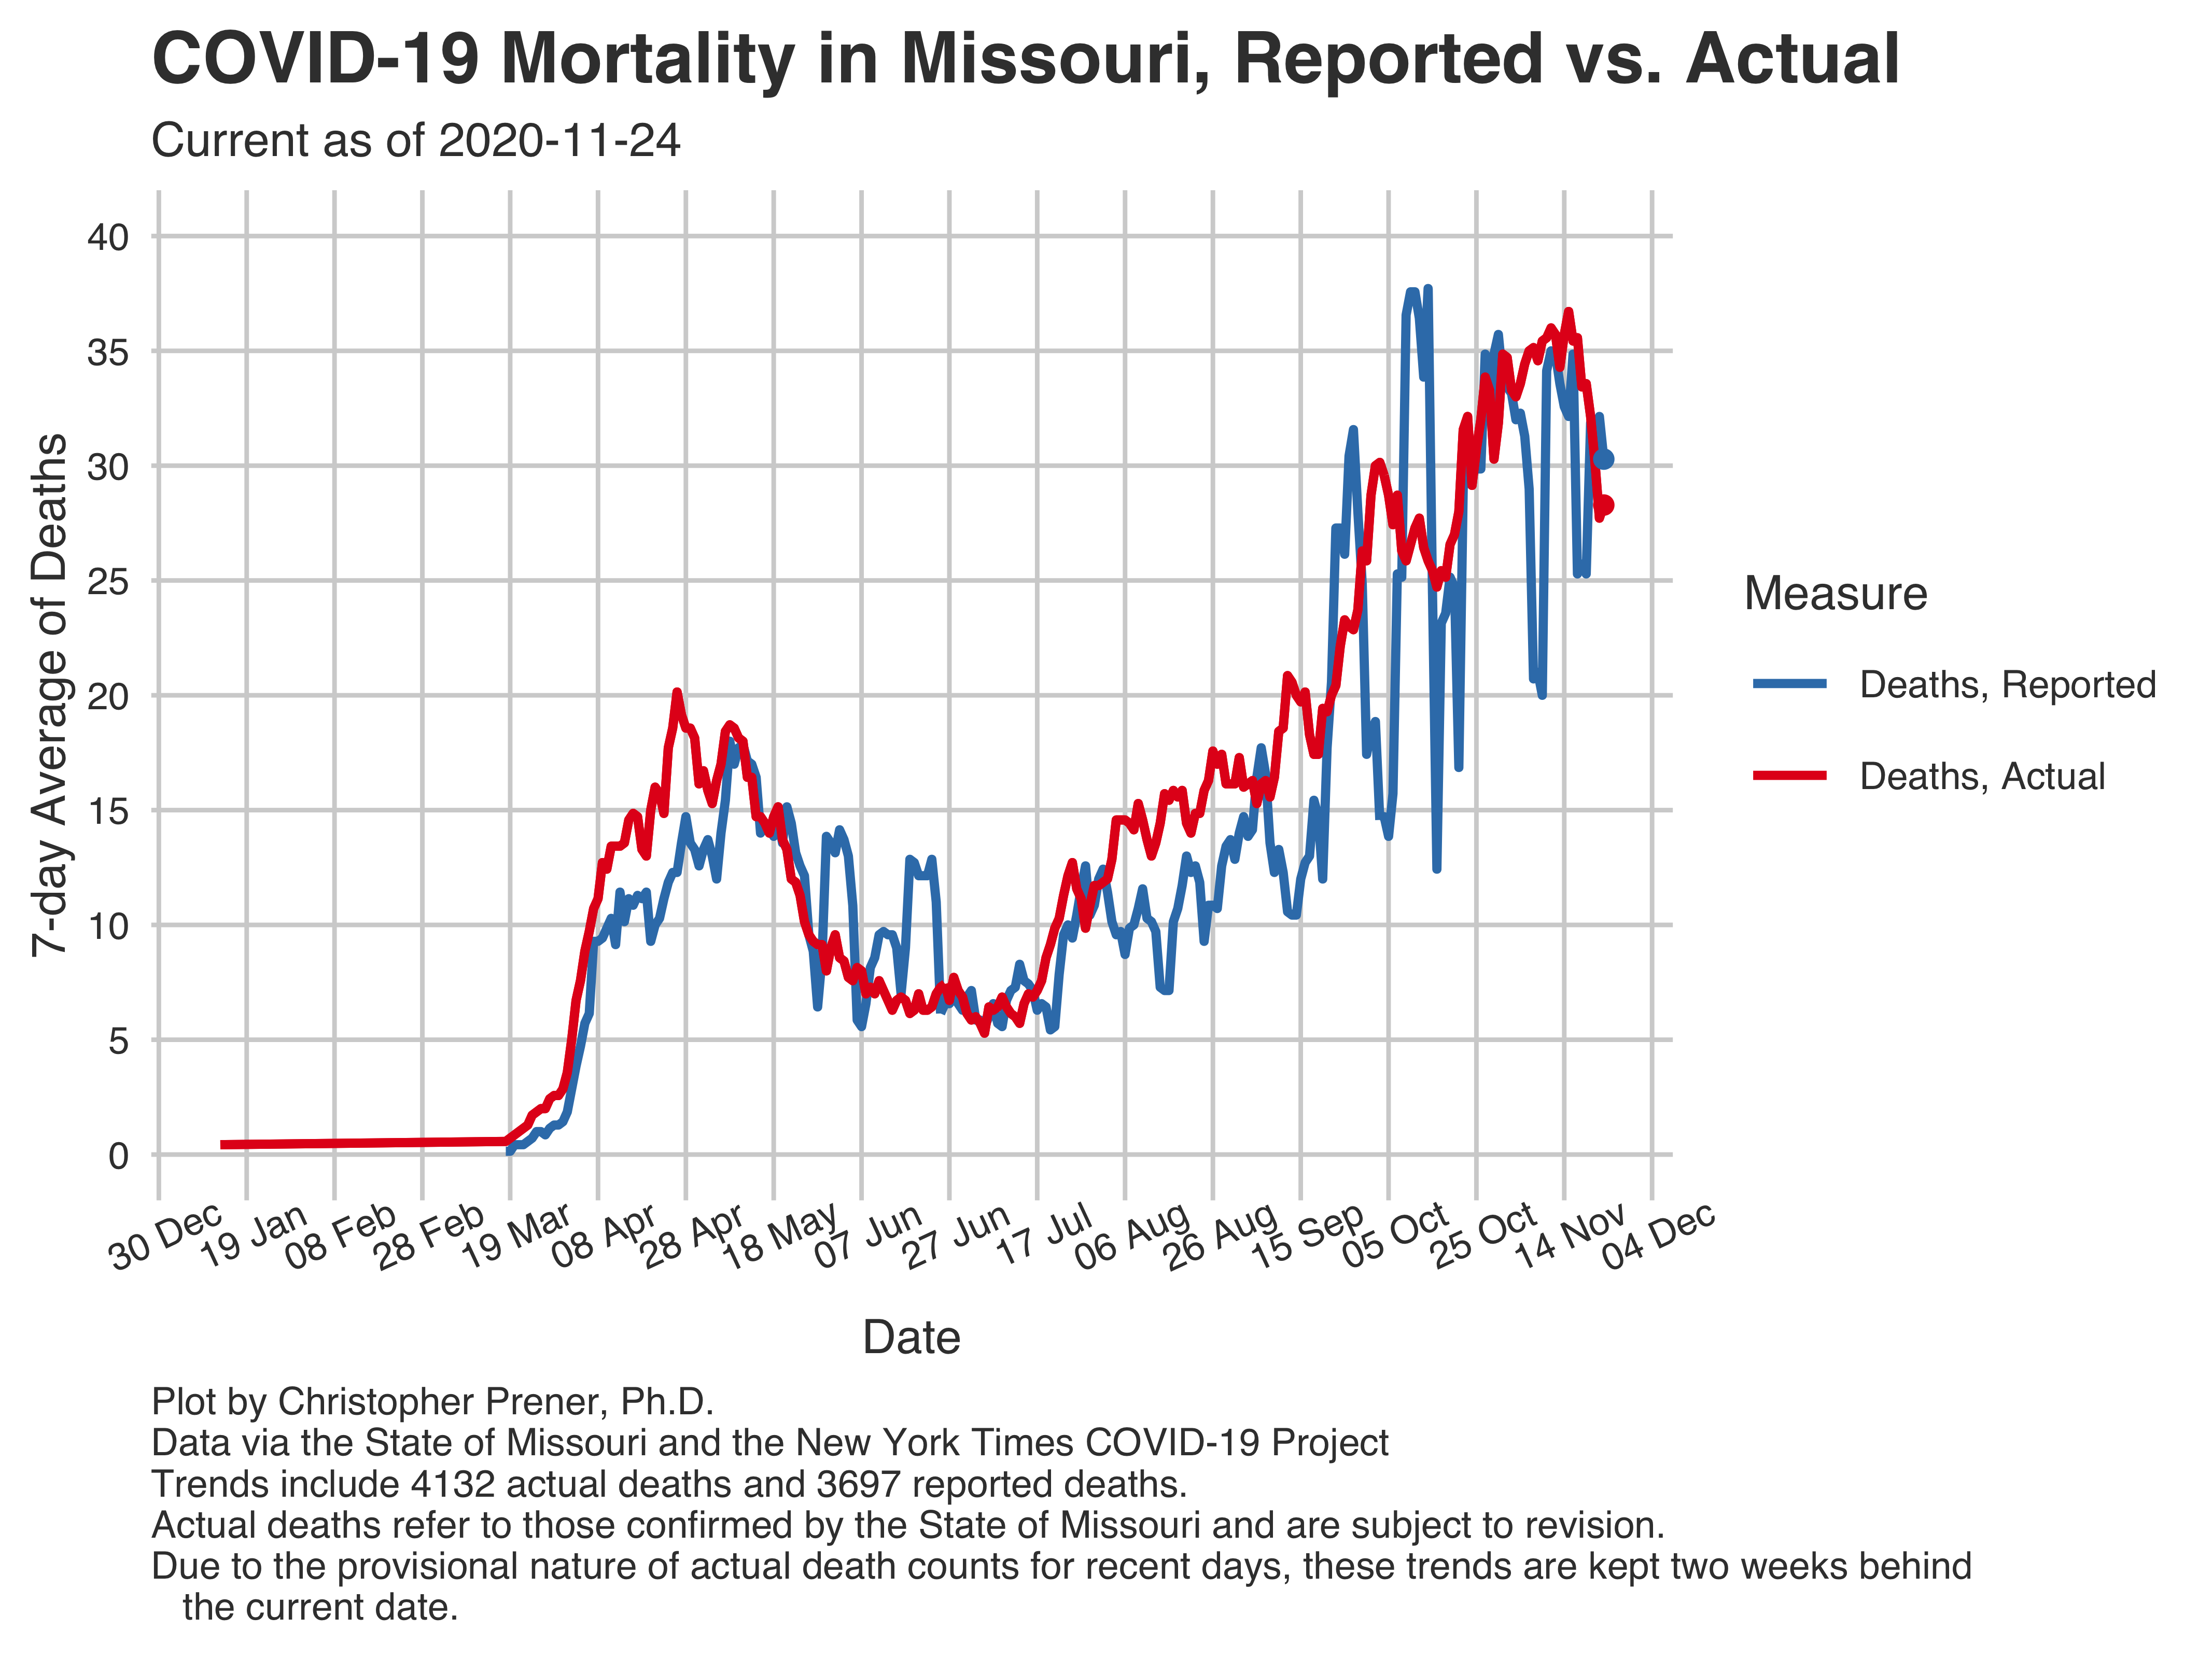 COVID-19 Mortality in Missouri, Reported vs. Actual
Current as of 2020-11-24
40
35
30
25
20
15
10
5
0
7-day Average of Deaths
30 Dec
19 Jan
08 Feb
28 Feb
19 Mar
08 Apr
28 Apr
18 May
07 Jun
27 Jun
17 Jul
06 Aug
26 Aug
15 Sep
05 Oct
25 Oct
14 Nov
04 Dec
Date
Measure
Deaths, Reported
Deaths, Actual
Plot by Christopher Prener, Ph.D.
Data via the State of Missouri and the New York Times COVID-19 Project
Trends include 4132 actual deaths and 3697 reported deaths.
Actual deaths refer to those confirmed by the State of Missouri and are subject to revision.
Due to the provisional nature of actual death counts for recent days, these trends are kept two weeks behind
the current date.